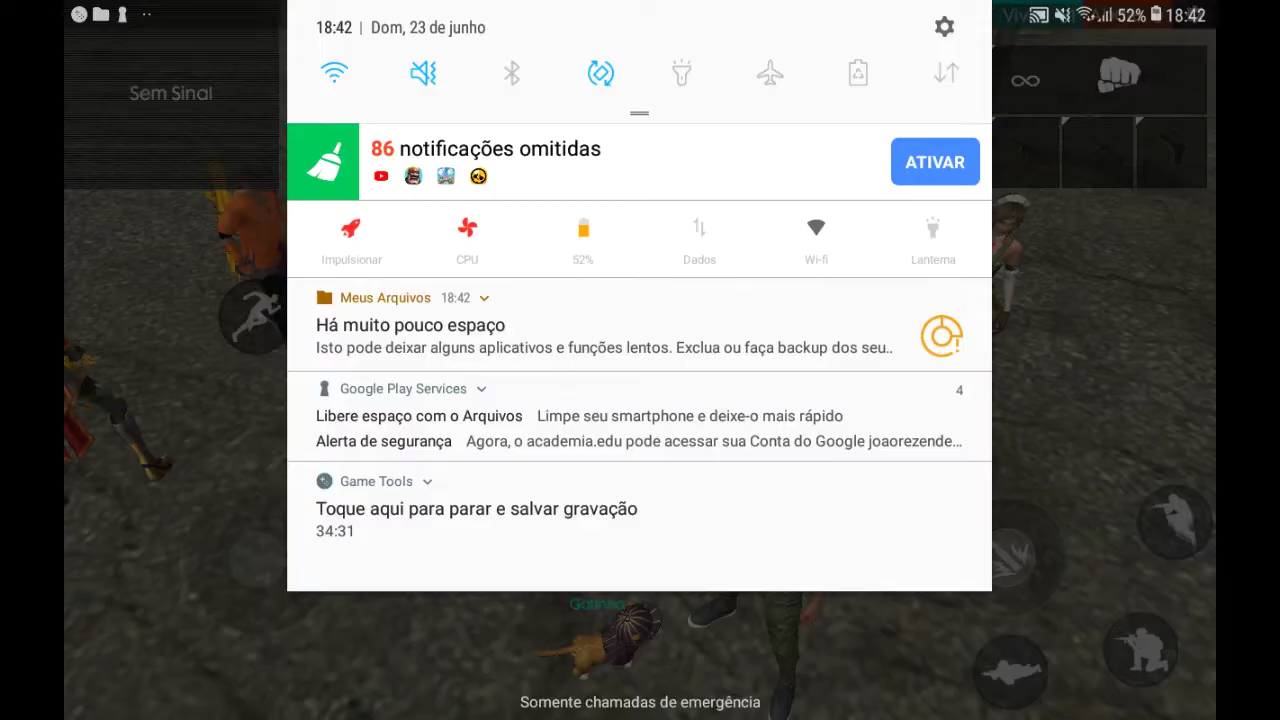 Viv
52% 18:42
18:42 | Dom, 23 de junho
Sem Sinal
86 notificações omitidas
ATIVAR
Impulsionar
CPU
52%
Dados
Wi-fi
Lanterna
Meus Arquivos 18:42
Há muito pouco espaço
Isto pode deixar alguns aplicativos e funções lentos. Exclua ou faça backup dos seu..
Google Play Services
4
Libere espaço com o Arquivos Limpe seu smartphone e deixe-o mais rápido
Alerta de segurança Agora, o academia.edu pode acessar sua Conta do Google joaorezende...
Game Tools
Toque aqui para parar e salvar gravação
34:31
Somente chamadas de emergência